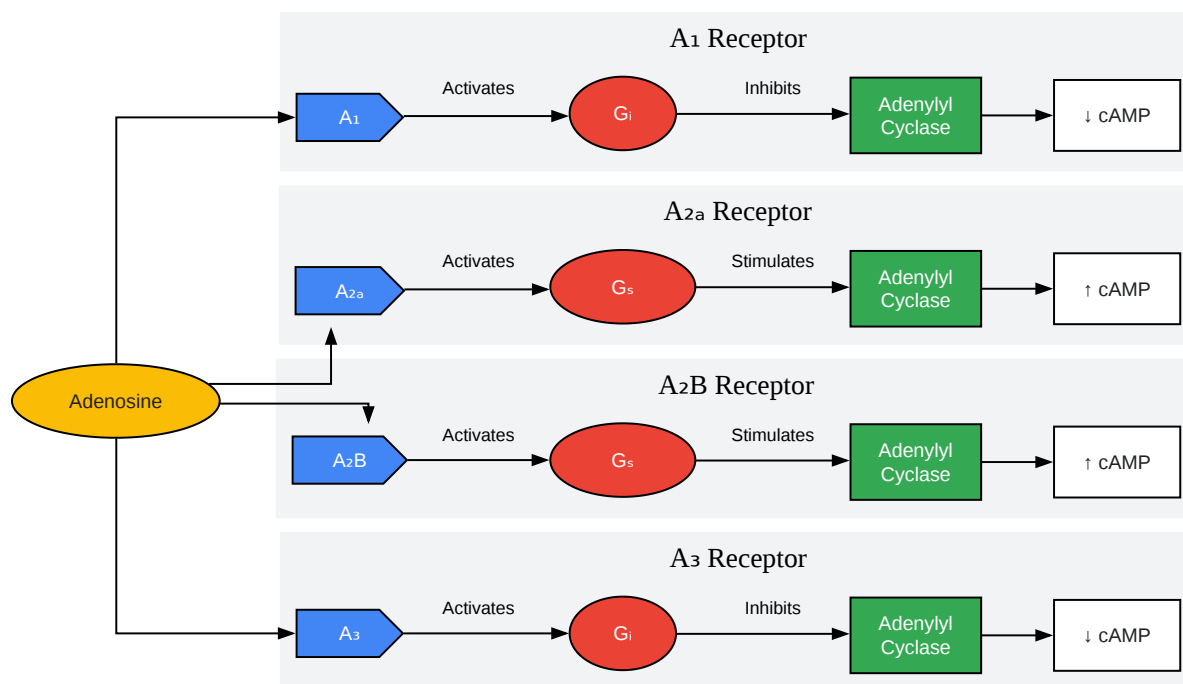 A₁ Receptor
Activates
Inhibits
A₁
Gᵢ
Adenylyl
Cyclase
↓ cAMP
A₂ₐ Receptor
Activates
Stimulates
A₂ₐ
Gₛ
Adenylyl
Cyclase
↑ cAMP
Adenosine
A₂B Receptor
Activates
Stimulates
A₂B
Gₛ
Adenylyl
Cyclase
↑ cAMP
A₃ Receptor
Activates
Inhibits
A₃
Gᵢ
Adenylyl
Cyclase
↓ cAMP